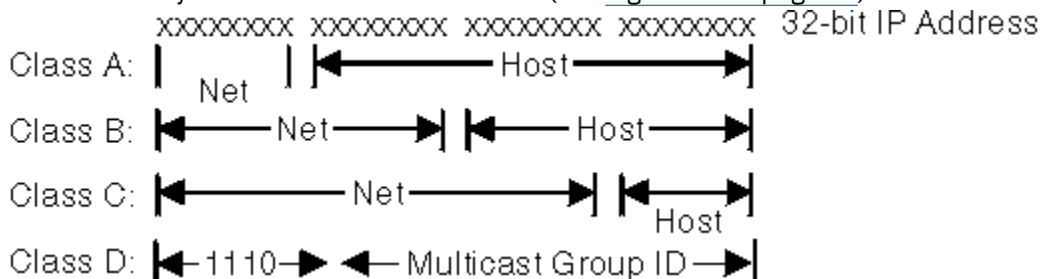 xxxxxxxx xxxxxxxx xxxxxxxx xxxxxxxx 32-bit IP Address
Class A: Net Host
Class B: Net Host
Class C: Net Host
Class D: 1110 Multicast Group ID